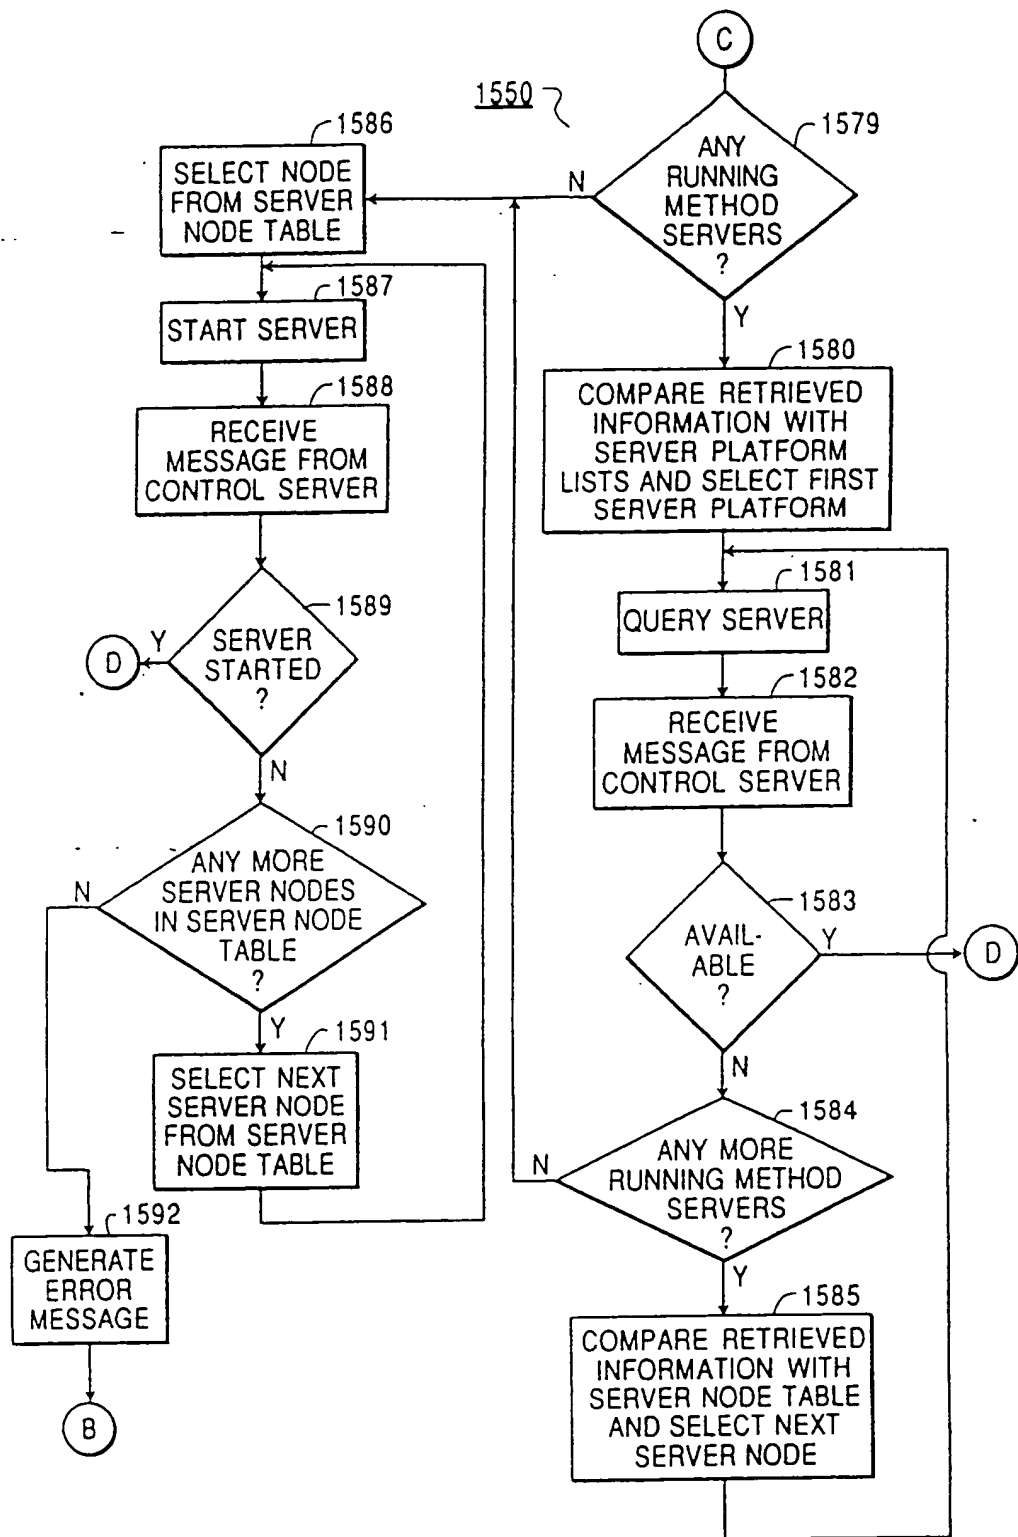 C
1550
1579
ANY
RUNNING
METHOD
SERVERS
?
N
Y
1586
SELECT NODE
FROM SERVER
NODE TABLE
1587
START SERVER
1588
RECEIVE
MESSAGE FROM
CONTROL SERVER
1589
SERVER
STARTED
?
Y
D
N
1590
ANY MORE
SERVER NODES
IN SERVER NODE
TABLE
?
N
Y
1591
SELECT NEXT
SERVER NODE
FROM SERVER
NODE TABLE
1592
GENERATE
ERROR
MESSAGE
B
1580
COMPARE RETRIEVED
INFORMATION WITH
SERVER PLATFORM
LISTS AND SELECT FIRST
SERVER PLATFORM
1581
QUERY SERVER
1582
RECEIVE
MESSAGE FROM
CONTROL SERVER
1583
AVAIL-
ABLE
?
Y
D
N
1584
ANY MORE
RUNNING METHOD
SERVERS
?
N
Y
1585
COMPARE RETRIEVED
INFORMATION WITH
SERVER NODE TABLE
AND SELECT NEXT
SERVER NODE